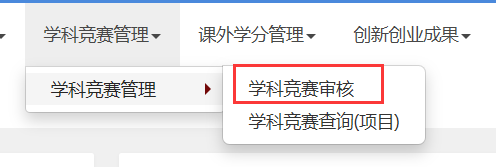 学科竞赛管理 课外学分管理 创新创业成果
学科竞赛管理 学科竞赛审核
学科竞赛查询(项目)